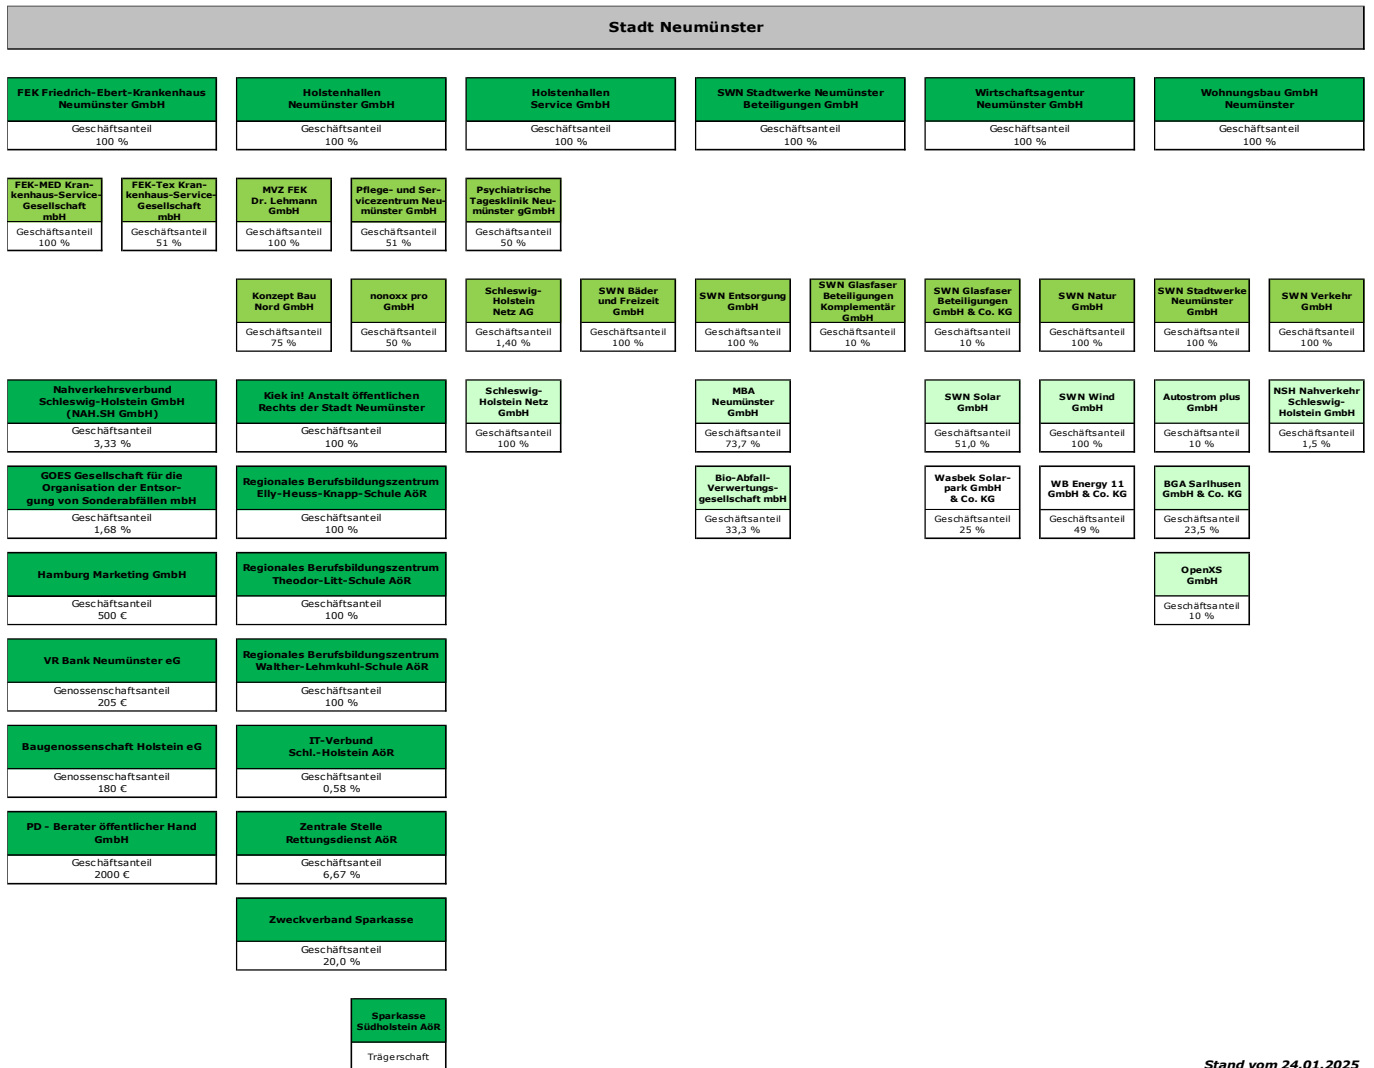 Stadt Neumünster
FEK Friedrich-Ebert-Krankenhaus
Neumünster GmbH
Geschäftsanteil
100 %
Holstenhallen
Neumünster GmbH
Geschäftsanteil
100 %
Holstenhallen
Service GmbH
Geschäftsanteil
100 %
SWN Stadtwerke Neumünster
Beteiligungen GmbH
Geschäftsanteil
100 %
Wirtschaftsagentur
Neumünster GmbH
Geschäftsanteil
100 %
Wohnungsbau GmbH
Neumünster
Geschäftsanteil
100 %
FEK-MED Kran-
kenhaus-Service-
Gesellschaft
mbH
Geschäftsanteil
100 %
FEK-Tex Kran-
kenhaus-Service-
Gesellschaft
mbH
Geschäftsanteil
51 %
MVZ FEK
Dr. Lehmann
GmbH
Geschäftsanteil
100 %
Pflege- und Ser-
vicezentrum Neu-
münster GmbH
Geschäftsanteil
51 %
Psychiatrische
Tagesklinik Neu-
münster gGmbH
Geschäftsanteil
50 %
Konzept Bau
Nord GmbH
Geschäftsanteil
75 %
nonoxx pro
GmbH
Geschäftsanteil
50 %
Schleswig-
Holstein
Netz AG
Geschäftsanteil
1,40 %
SWN Bäder
und Freizeit
GmbH
Geschäftsanteil
100 %
SWN Entsorgung
GmbH
Geschäftsanteil
100 %
SWN Glasfaser
Beteiligungen
Komplementär
GmbH
Geschäftsanteil
10 %
SWN Glasfaser
Beteiligungen
GmbH & Co. KG
Geschäftsanteil
10 %
SWN Natur
GmbH
Geschäftsanteil
100 %
SWN Stadtwerke
Neumünster
GmbH
Geschäftsanteil
100 %
SWN Verkehr
GmbH
Geschäftsanteil
100 %
Nahverkehrsverbund
Schleswig-Holstein GmbH
(NAH.SH GmbH)
Geschäftsanteil
3,33 %
Kiek in! Anstalt öffentlichen
Rechts der Stadt Neumünster
Geschäftsanteil
100 %
Schleswig-
Holstein Netz
GmbH
Geschäftsanteil
100 %
MBA
Neumünster
GmbH
Geschäftsanteil
73,7 %
SWN Solar
GmbH
Geschäftsanteil
51,0 %
SWN Wind
GmbH
Geschäftsanteil
100 %
Autostrom plus
GmbH
Geschäftsanteil
10 %
NSH Nahverkehr
Schleswig-
Holstein GmbH
Geschäftsanteil
1,5 %
GOES Gesellschaft für die
Organisation der Entsor-
gung von Sonderabfällen mbH
Geschäftsanteil
1,68 %
Regionales Berufsbildungszentrum
Elly-Heuss-Knapp-Schule AöR
Geschäftsanteil
100 %
Bio-Abfall-
Verwertungs-
gesellschaft mbH
Geschäftsanteil
33,3 %
Wasbek Solar-
park GmbH
& Co. KG
Geschäftsanteil
25 %
WB Energy 11
GmbH & Co. KG
Geschäftsanteil
49 %
BGA Sarlhusen
GmbH & Co. KG
Geschäftsanteil
23,5 %
Hamburg Marketing GmbH
Geschäftsanteil
500 €
Regionales Berufsbildungszentrum
Theodor-Litt-Schule AöR
Geschäftsanteil
100 %
OpenXS
GmbH
Geschäftsanteil
10 %
VR Bank Neumünster eG
Genossenschaftsanteil
205 €
Regionales Berufsbildungszentrum
Walther-Lehmkuhl-Schule AöR
Geschäftsanteil
100 %
Baugenossenschaft Holstein eG
Genossenschaftsanteil
180 €
IT-Verbund
Schl.-Holstein AöR
Geschäftsanteil
0,58 %
PD - Berater öffentlicher Hand
GmbH
Geschäftsanteil
2000 €
Zentrale Stelle
Rettungsdienst AöR
Geschäftsanteil
6,67 %
Zweckverband Sparkasse
Geschäftsanteil
20,0 %
Sparkasse
Südholstein AöR
Trägerschaft
Stand vom 24.01.2025